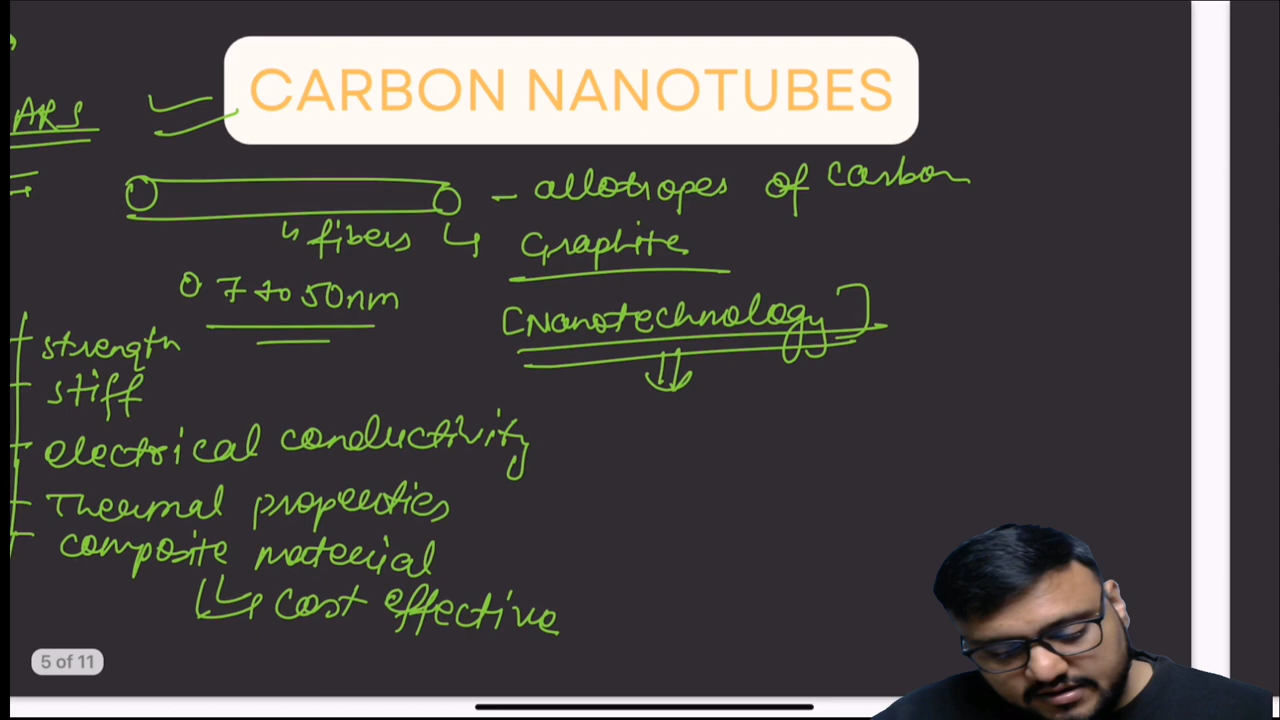 CARBON NANOTUBES
ARS
- allotropes of carbon
↳ fibers ↳ Graphite
0 7 to 50nm
[Nanotechnology]
strength
stiff
electrical conductivity
Thermal properties
composite material
↳ cost effective
5 of 11